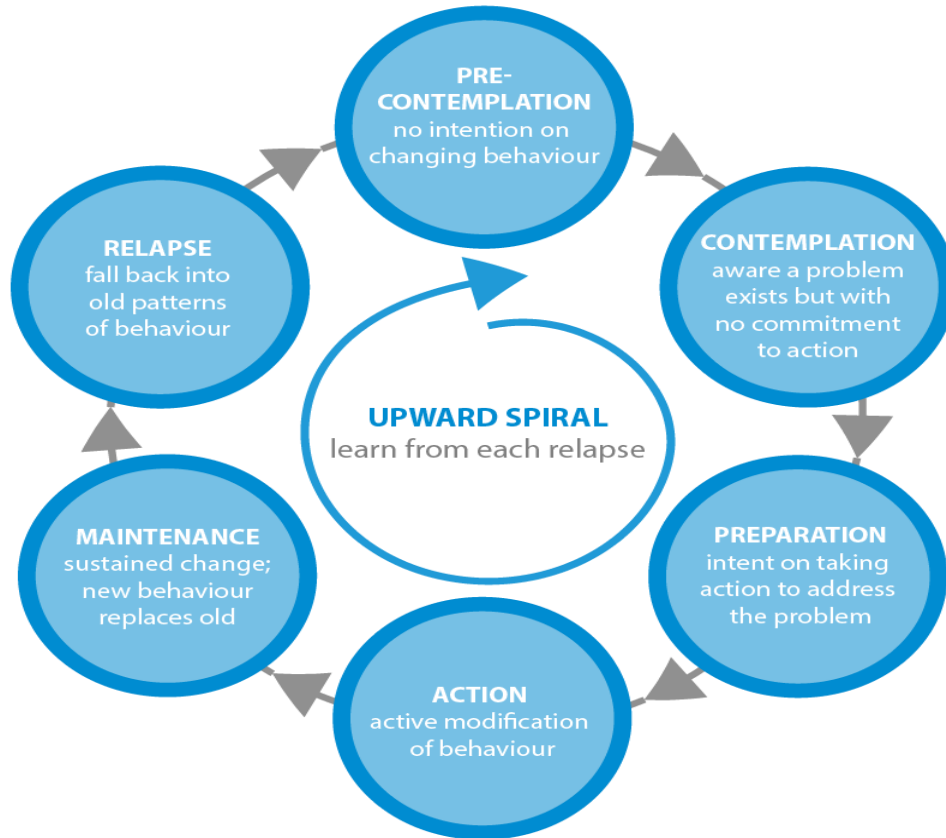 PRE-
CONTEMPLATION
no intention on
changing behaviour
CONTEMPLATION
aware a problem
exists but with
no commitment
to action
PREPARATION
intent on taking
action to address
the problem
ACTION
active modification
of behaviour
MAINTENANCE
sustained change;
new behaviour
replaces old
RELAPSE
fall back into
old patterns
of behaviour
UPWARD SPIRAL
learn from each relapse